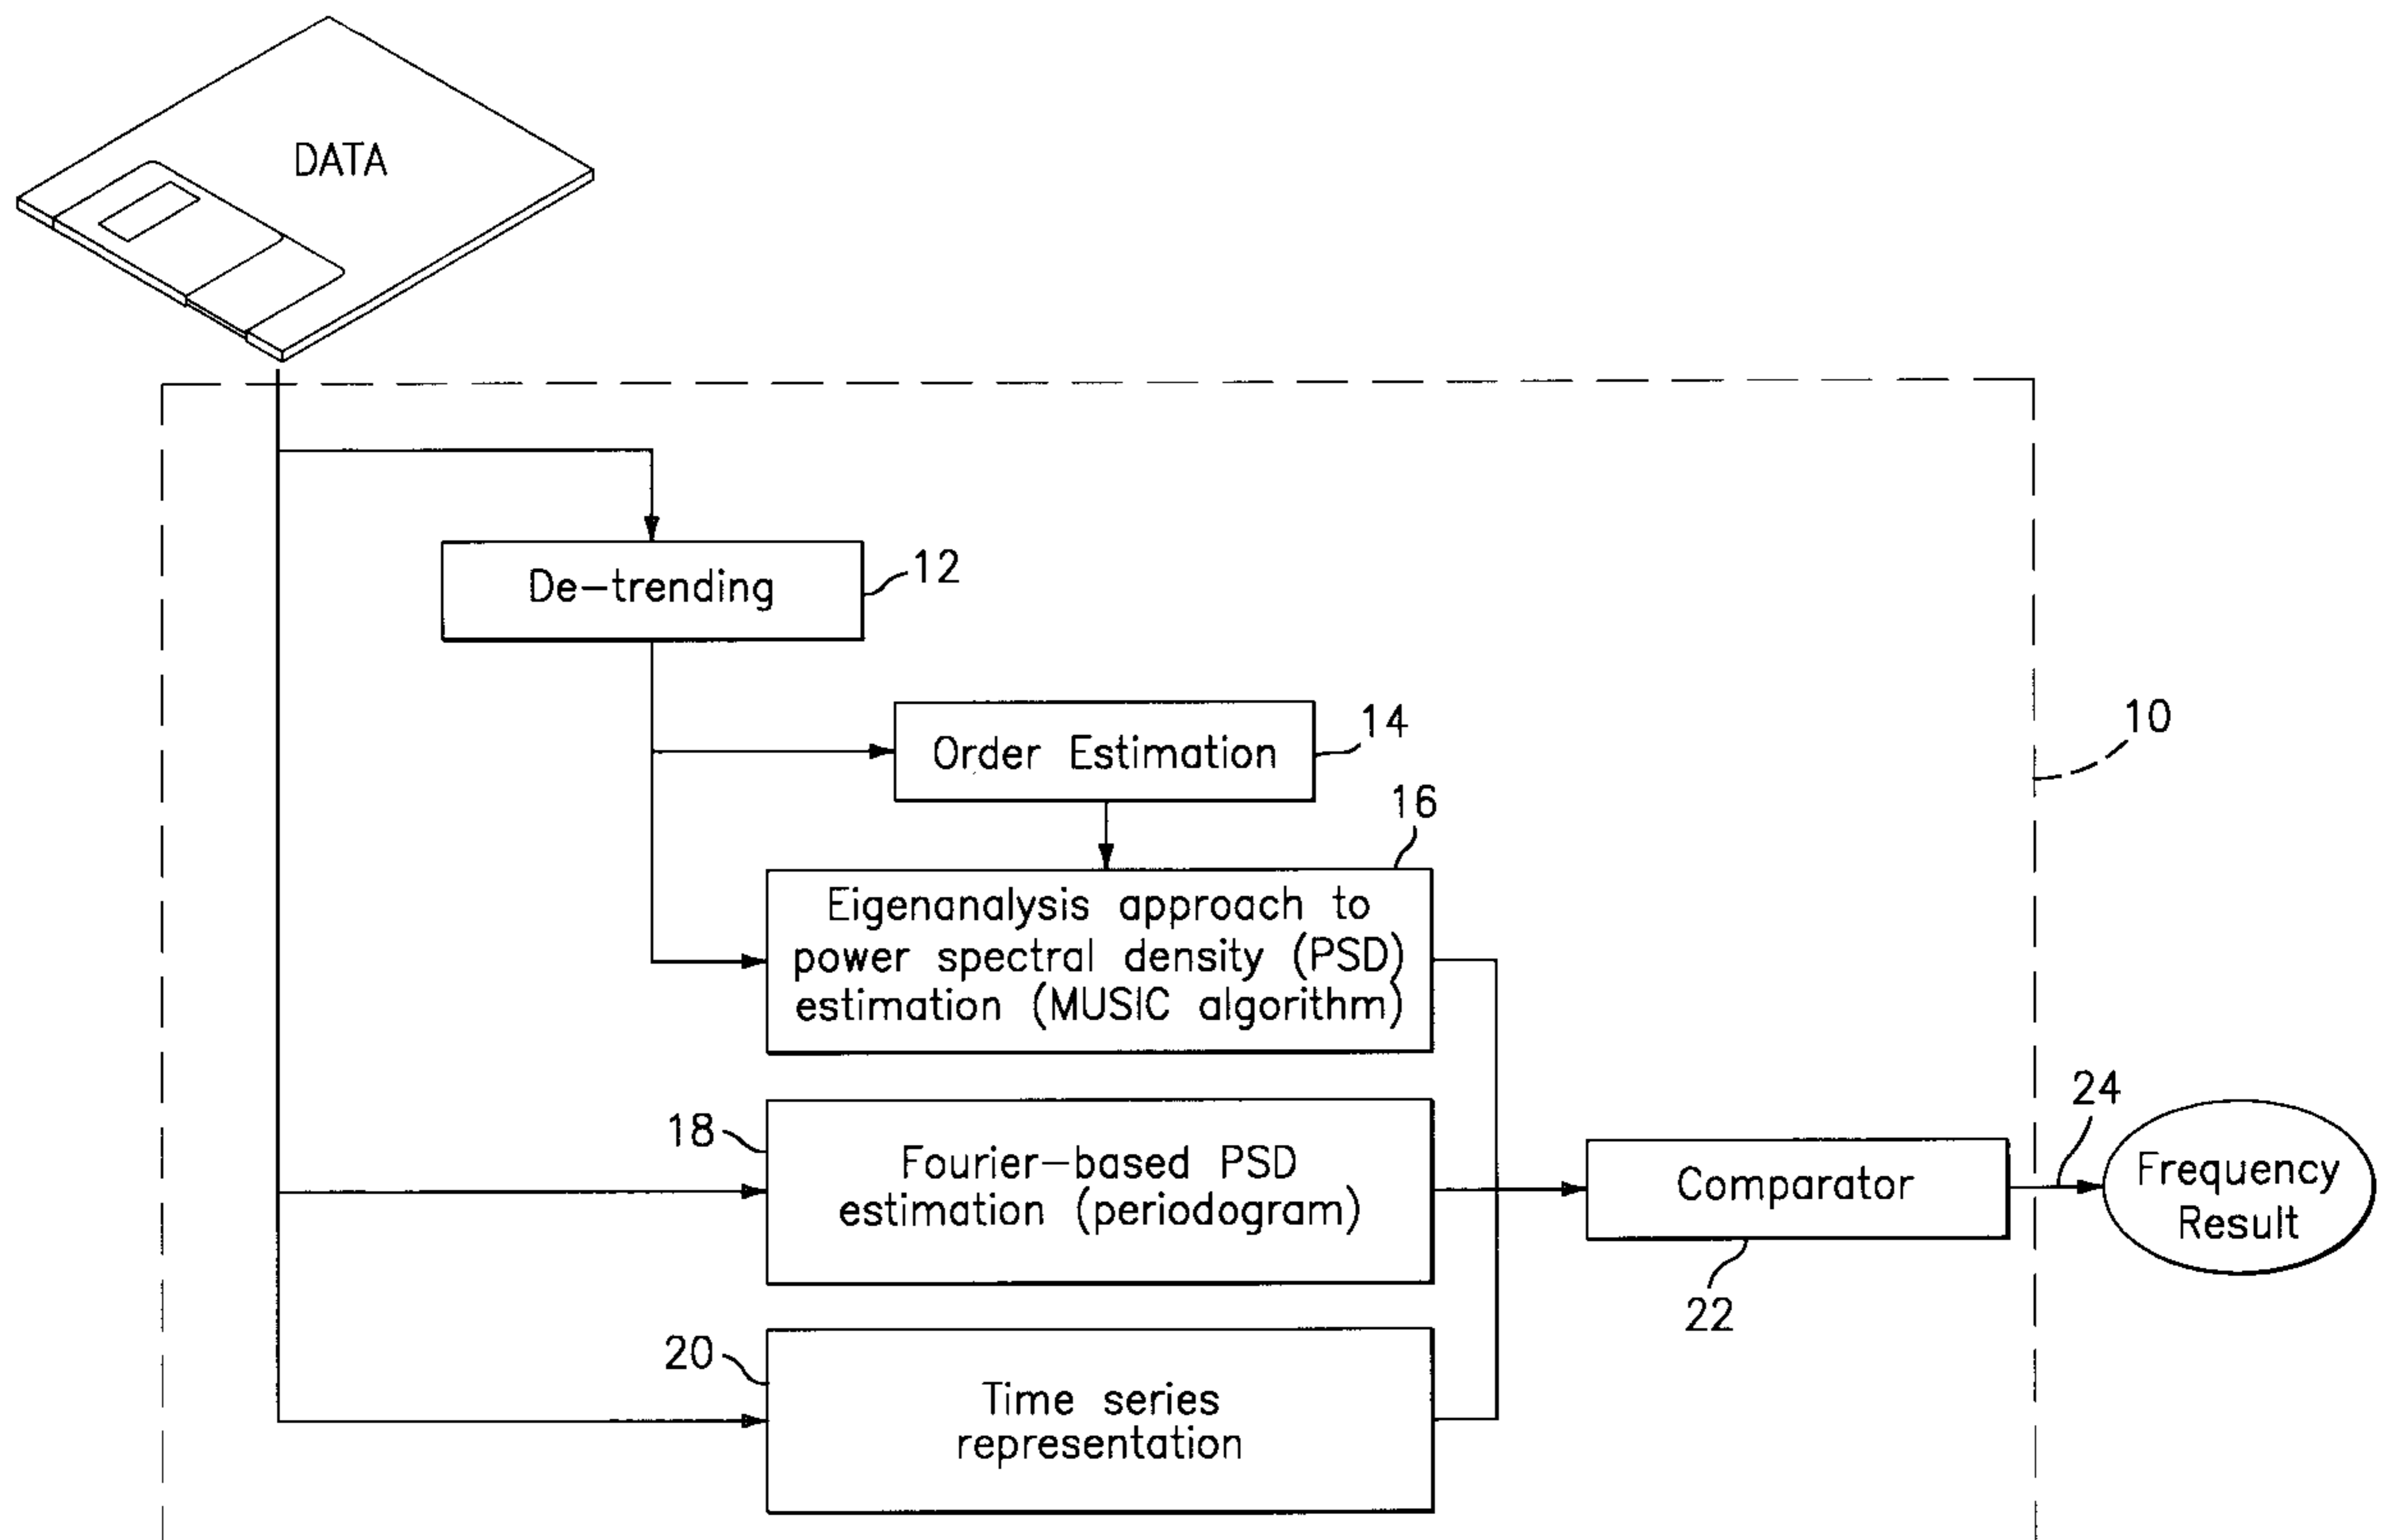 DATA
De-trending
12
Order Estimation
14
10
16
Eigenanalysis approach to
power spectral density (PSD)
estimation (MUSIC algorithm)
18
Fourier-based PSD
estimation (periodogram)
Comparator
22
24
Frequency
Result
20
Time series
representation